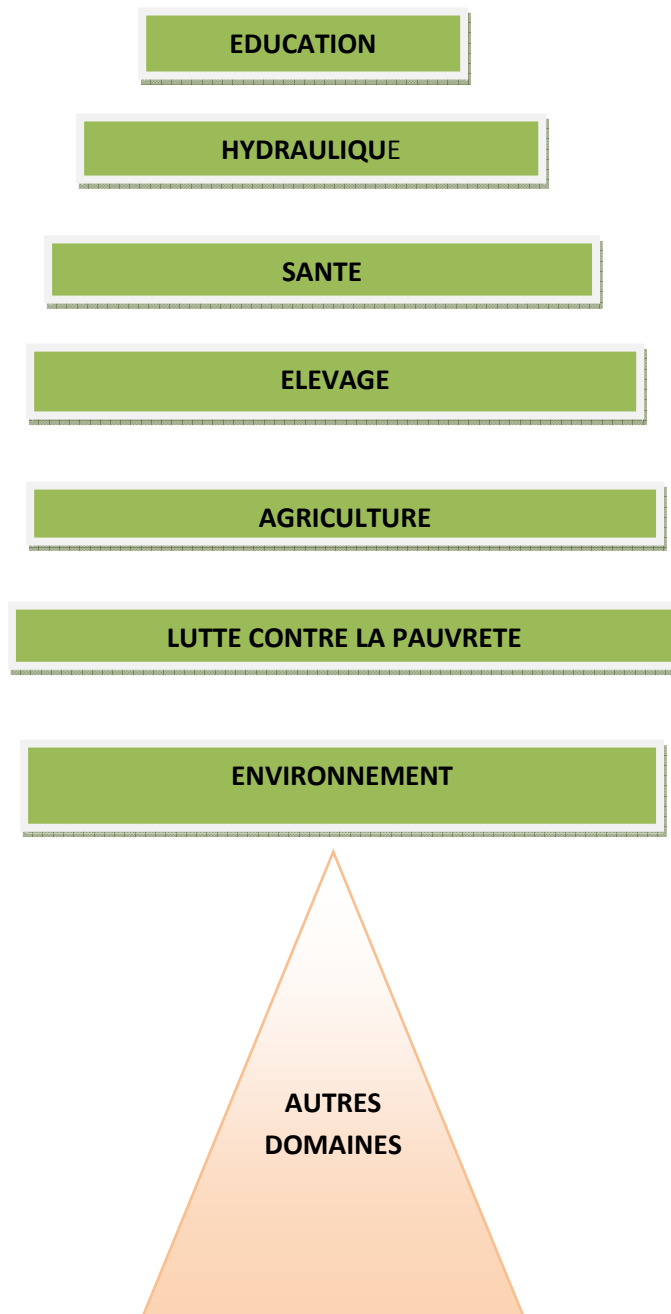 EDUCATION
HYDRAULIQUE
SANTE
ELEVAGE
AGRICULTURE
LUTTE CONTRE LA PAUVRETE
ENVIRONNEMENT
AUTRES
DOMAINES